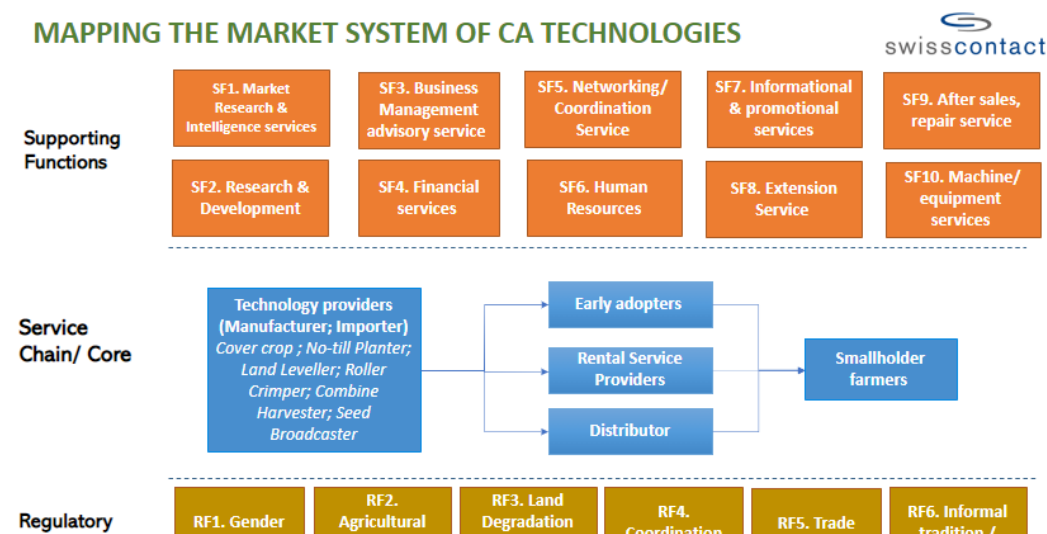 MAPPING THE MARKET SYSTEM OF CA TECHNOLOGIES
swisscontact
Supporting
Functions
SF1. Market
Research &
Intelligence services
SF3. Business
Management
advisory service
SF5. Networking/
Coordination
Service
SF7. Informational
& promotional
services
SF9. After sales,
repair service
SF2. Research &
Development
SF4. Financial
services
SF6. Human
Resources
SF8. Extension
Service
SF10. Machine/
equipment
services
Service
Chain/ Core
Technology providers
(Manufacturer; Importer)
Cover crop ; No-till Planter;
Land Leveller; Roller
Crimper; Combine
Harvester; Seed
Broadcaster
Early adopters
Rental Service
Providers
Distributor
Smallholder
farmers
Regulatory
RF1. Gender
RF2.
Agricultural
RF3. Land
Degradation
RF4.
Coordination
RF5. Trade
RF6. Informal
tradition /